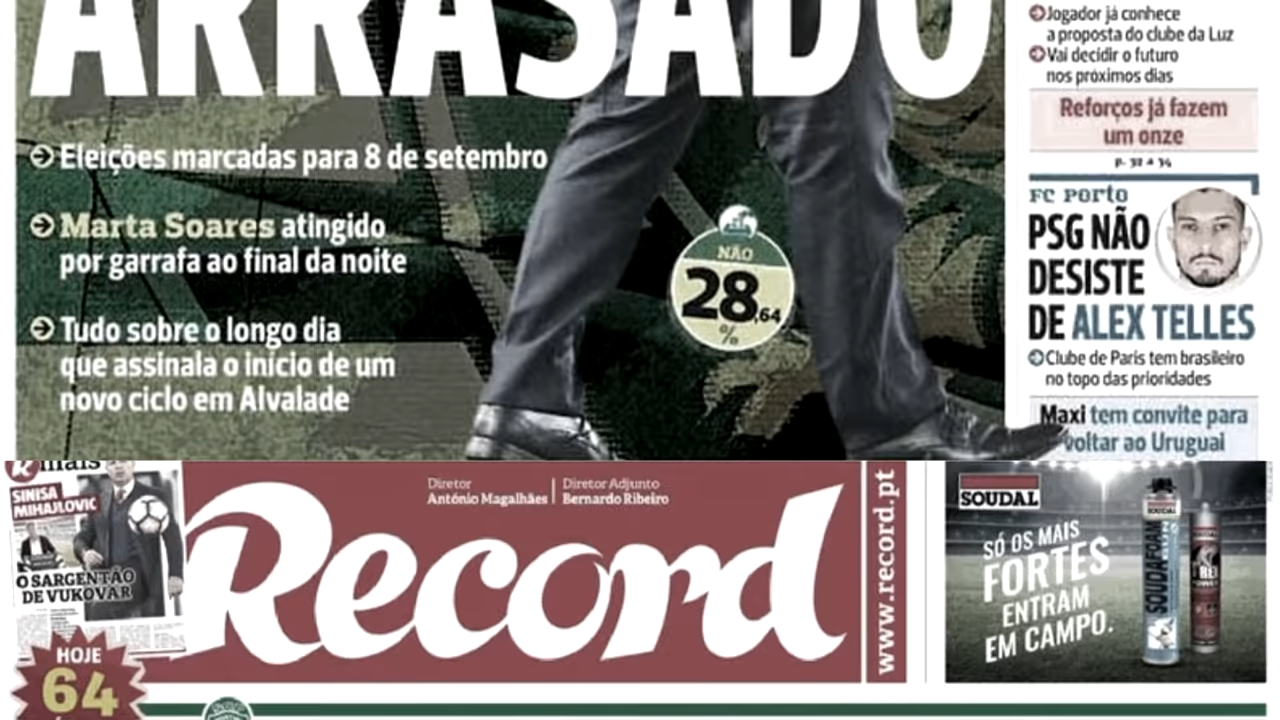 ARRASADO
Eleições marcadas para 8 de setembro
Marta Soares atingido
por garrafa ao final da noite
Tudo sobre o longo dia
que assinala o início de um
novo ciclo em Alvalade
NÃO
28,64
%
Jogador já conhece
a proposta do clube da Luz
Vai decidir o futuro
nos próximos dias
Reforços já fazem
um onze
P. 32 a 34
FC Porto
PSG NÃO
DESISTE
DE ALEX TELLES
Clube de Paris tem brasileiro
no topo das prioridades
Maxi tem convite para
voltar ao Uruguai
mais
SINISA
MIHAJLOVIC
O SARGENTÃO
DE VUKOVAR
HOJE
64
Diretor
António Magalhães
Diretor Adjunto
Bernardo Ribeiro
Record
www.record.pt
SOUDAL
SÓ OS MAIS
FORTES
ENTRAM
EM CAMPO.
SOUDAL
SOUDAFOAM